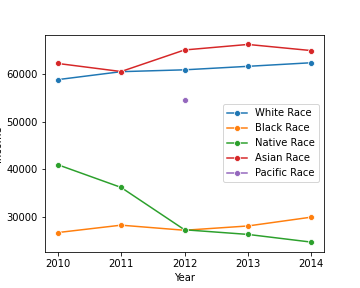 60000
50000
40000
30000
White Race
Black Race
Native Race
Asian Race
Pacific Race
2010 2011 2012 2013 2014
Year